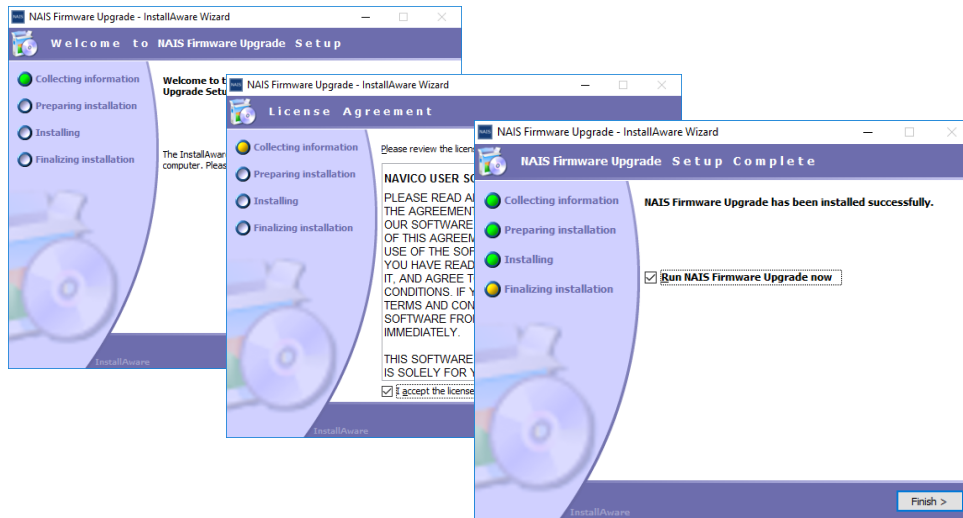 NAIS Firmware Upgrade - InstallAware Wizard
Welcome to NAIS Firmware Upgrade Setup
Collecting information
Preparing installation
Installing
Finalizing installation
Welcome to t
Upgrade Setu
The InstallAwar
computer. Pleas
InstallAware
NAIS Firmware Upgrade - InstallAware Wizard
License Agreement
Collecting information
Preparing installation
Installing
Finalizing installation
Please review the licen
NAVICO USER SO
PLEASE READ A
THE AGREEMENT
OUR SOFTWARE
OF THIS AGREEM
USE OF THE SOF
YOU HAVE READ
IT, AND AGREE T
CONDITIONS. IF Y
TERMS AND CON
SOFTWARE FRO
IMMEDIATELY.
THIS SOFTWARE
IS SOLELY FOR Y
I accept the license
InstallAware
NAIS Firmware Upgrade - InstallAware Wizard
NAIS Firmware Upgrade Setup Complete
Collecting information
Preparing installation
Installing
Finalizing installation
NAIS Firmware Upgrade has been installed successfully.
Run NAIS Firmware Upgrade now
InstallAware
Finish >